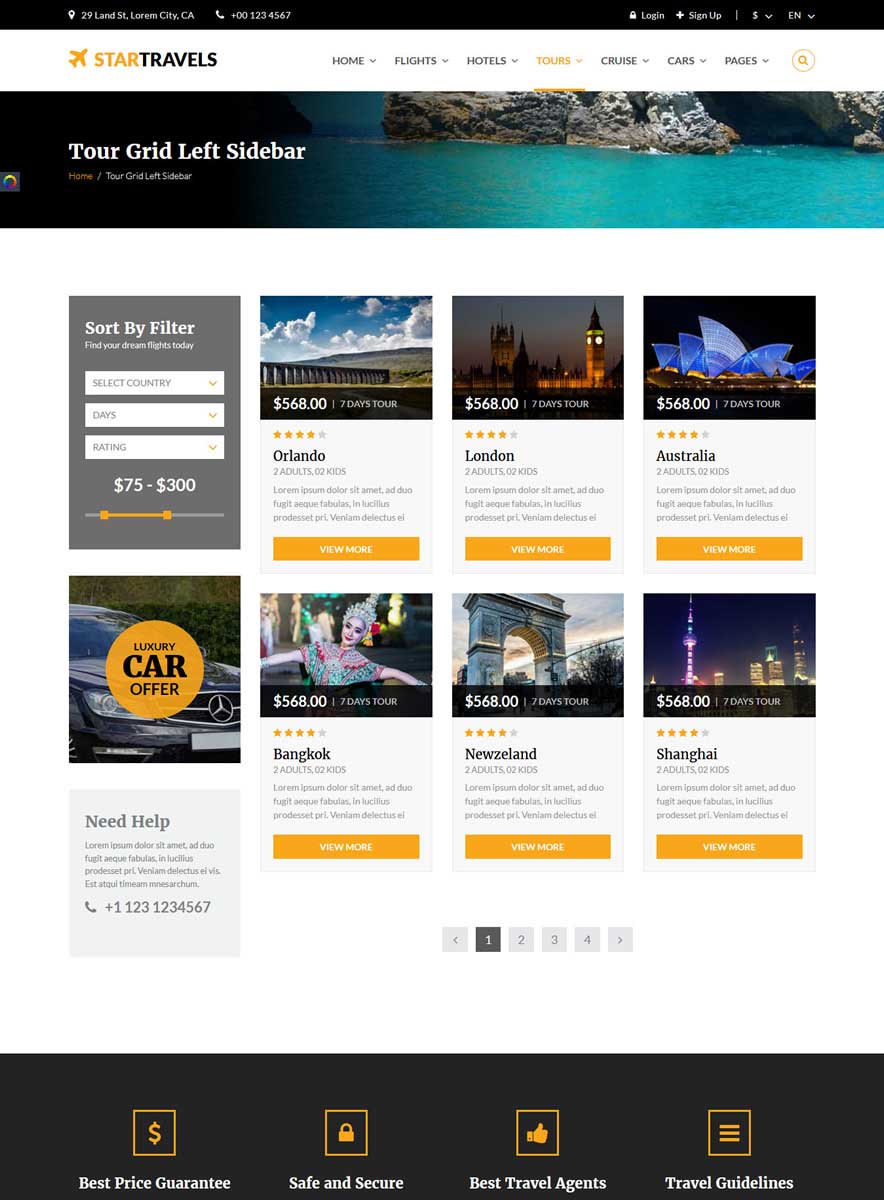 29 Land St, Lorem City, CA
+00 123 4567
Login
Sign Up
|
$
EN
STARTRAVELS
HOME
FLIGHTS
HOTELS
TOURS
CRUISE
CARS
PAGES
Tour Grid Left Sidebar
Home / Tour Grid Left Sidebar
Sort By Filter
Find your dream flights today
SELECT COUNTRY
DAYS
RATING
$75 - $300
LUXURY
CAR
OFFER
Need Help
Lorem ipsum dolor sit amet, ad duo
fugit aeque fabulas, in lucilius
prodesset pri. Veniam delectus ei vis.
Est atqui timeam mnesarchum.
+1 123 1234567
$568.00 | 7 DAYS TOUR
Orlando
2 ADULTS, 02 KIDS
Lorem ipsum dolor sit amet, ad duo
fugit aeque fabulas, in lucilius
prodesset pri. Veniam delectus ei
VIEW MORE
$568.00 | 7 DAYS TOUR
London
2 ADULTS, 02 KIDS
Lorem ipsum dolor sit amet, ad duo
fugit aeque fabulas, in lucilius
prodesset pri. Veniam delectus ei
VIEW MORE
$568.00 | 7 DAYS TOUR
Australia
2 ADULTS, 02 KIDS
Lorem ipsum dolor sit amet, ad duo
fugit aeque fabulas, in lucilius
prodesset pri. Veniam delectus ei
VIEW MORE
$568.00 | 7 DAYS TOUR
Bangkok
2 ADULTS, 02 KIDS
Lorem ipsum dolor sit amet, ad duo
fugit aeque fabulas, in lucilius
prodesset pri. Veniam delectus ei
VIEW MORE
$568.00 | 7 DAYS TOUR
Newzeland
2 ADULTS, 02 KIDS
Lorem ipsum dolor sit amet, ad duo
fugit aeque fabulas, in lucilius
prodesset pri. Veniam delectus ei
VIEW MORE
$568.00 | 7 DAYS TOUR
Shanghai
2 ADULTS, 02 KIDS
Lorem ipsum dolor sit amet, ad duo
fugit aeque fabulas, in lucilius
prodesset pri. Veniam delectus ei
VIEW MORE
‹ 1 2 3 4 ›
$
Best Price Guarantee
Safe and Secure
Best Travel Agents
Travel Guidelines